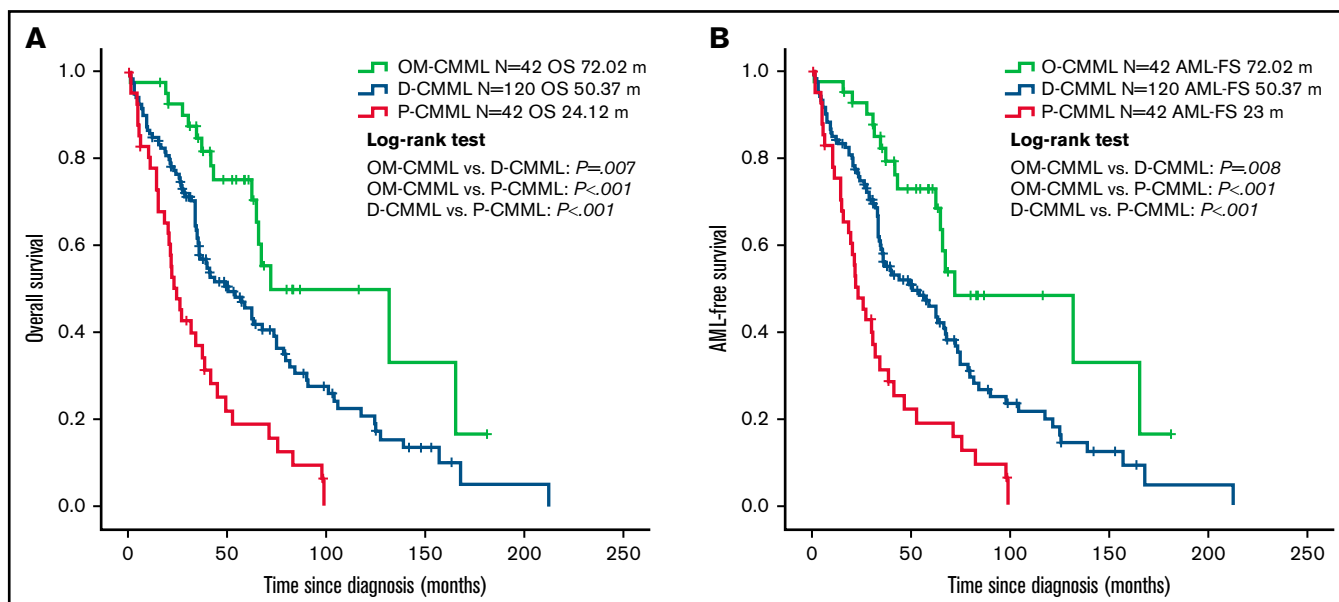 A
OM-CMML N=42 OS 72.02 m
D-CMML N=120 OS 50.37 m
P-CMML N=42 OS 24.12 m
Log-rank test
OM-CMML vs. D-CMML: P=.007
OM-CMML vs. P-CMML: P<.001
D-CMML vs. P-CMML: P<.001
Overall survival
1.0
0.8
0.6
0.4
0.2
0.0
0 50 100 150 200 250
Time since diagnosis (months)
B
O-CMML N=42 AML-FS 72.02 m
D-CMML N=120 AML-FS 50.37 m
P-CMML N=42 AML-FS 23 m
Log-rank test
OM-CMML vs. D-CMML: P=.008
OM-CMML vs. P-CMML: P<.001
D-CMML vs. P-CMML: P<.001
AML-free survival
1.0
0.8
0.6
0.4
0.2
0.0
0 50 100 150 200 250
Time since diagnosis (months)